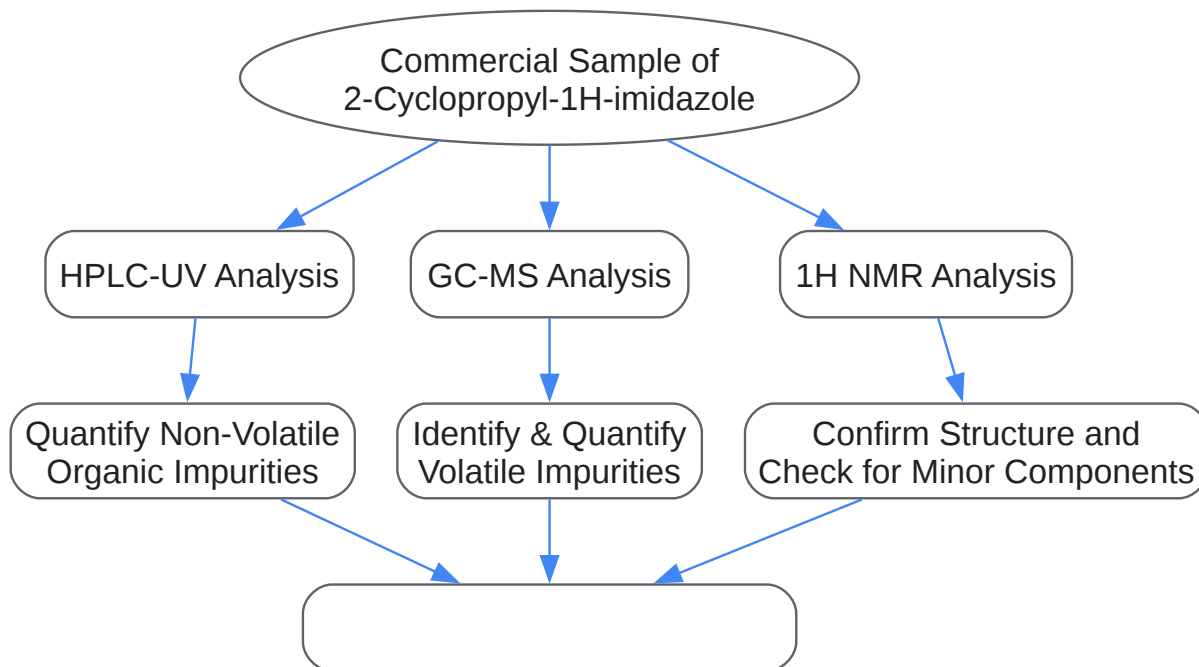 Commercial Sample of
2-Cyclopropyl-1H-imidazole
HPLC-UV Analysis
GC-MS Analysis
1H NMR Analysis
Quantify Non-Volatile
Organic Impurities
Identify & Quantify
Volatile Impurities
Confirm Structure and
Check for Minor Components